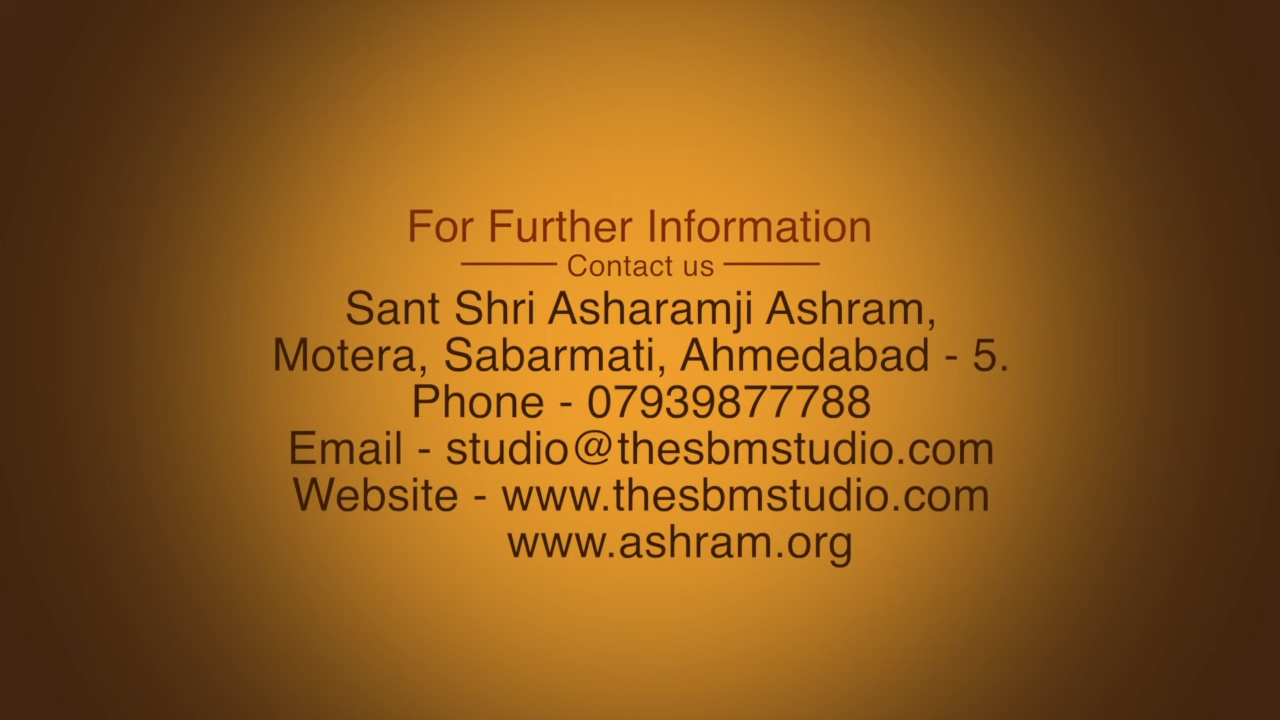 For Further Information
Contact us
Sant Shri Asharamji Ashram,
Motera, Sabarmati, Ahmedabad - 5.
Phone - 07939877788
Email - studio@thesbmstudio.com
Website - www.thesbmstudio.com
www.ashram.org